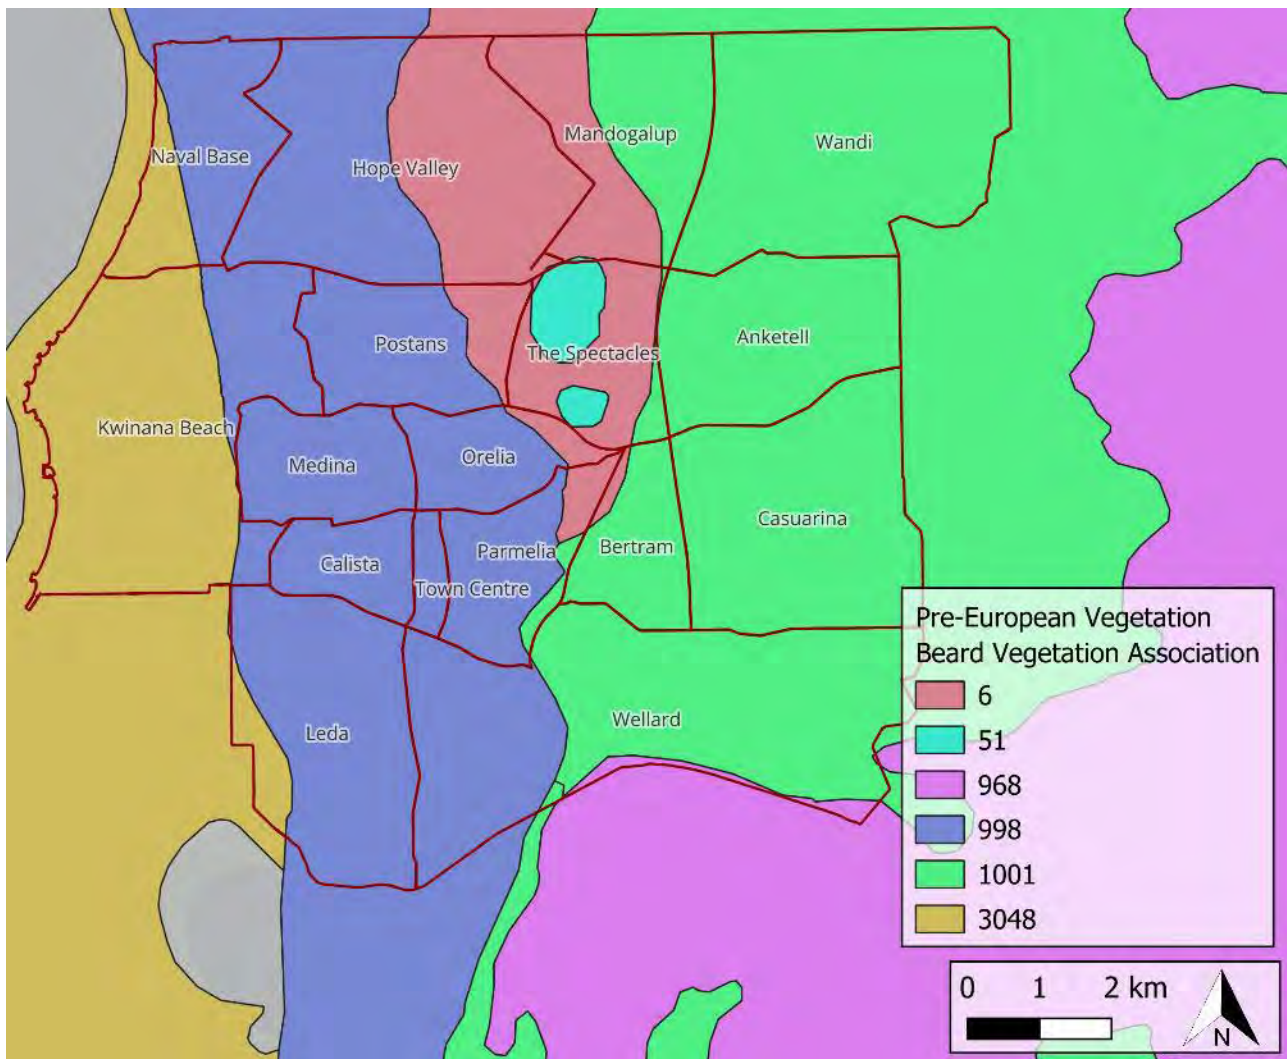 Mandogalup
Wandi
Naval Base
Hope Valley
Anketell
Postans
The Spectacles
Kwinana Beach
Orelia
Medina
Casuarina
Bertram
Parmelia
Calista
Town Centre
Wellard
Leda
Pre-European Vegetation
Beard Vegetation Association
6
51
968
998
1001
3048
0 1 2 km
N